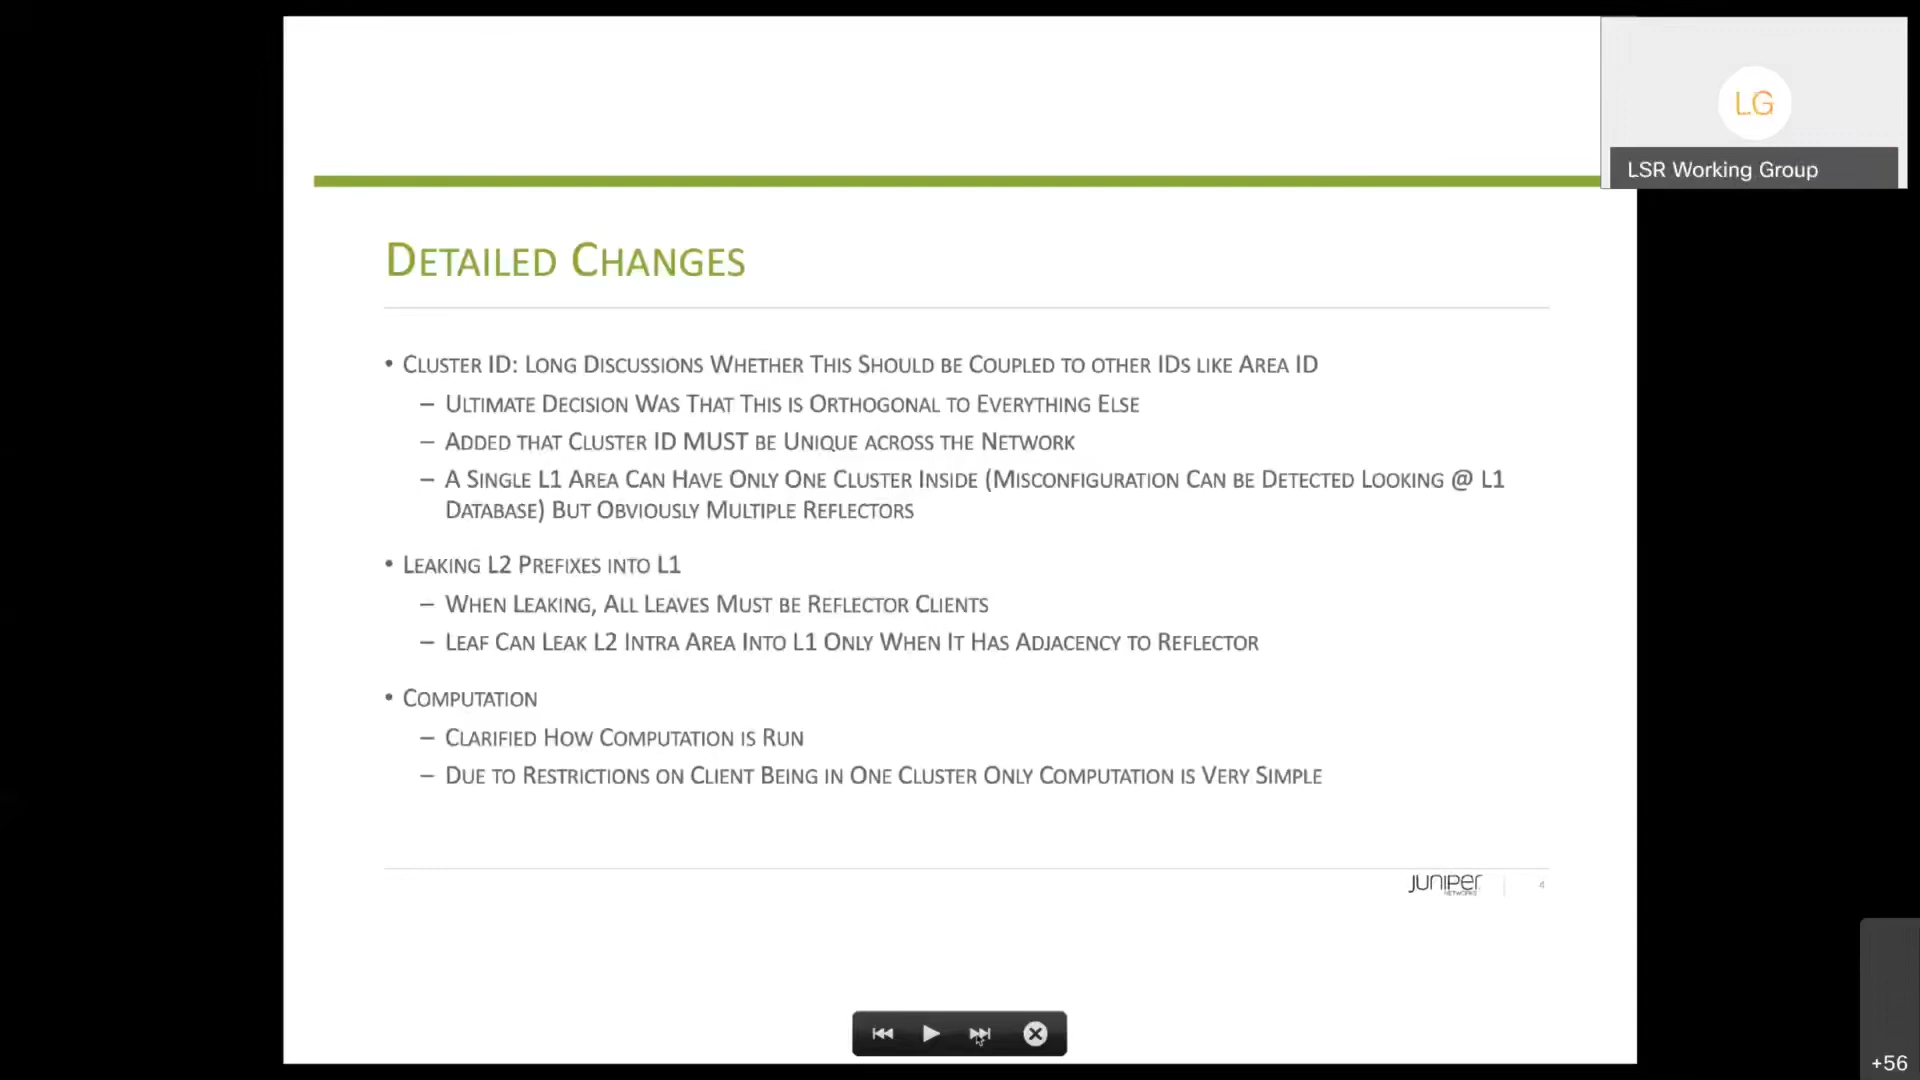 LG
LSR Working Group
DETAILED CHANGES
• CLUSTER ID: LONG DISCUSSIONS WHETHER THIS SHOULD BE COUPLED TO OTHER IDS LIKE AREA ID
– ULTIMATE DECISION WAS THAT THIS IS ORTHOGONAL TO EVERYTHING ELSE
– ADDED THAT CLUSTER ID MUST BE UNIQUE ACROSS THE NETWORK
– A SINGLE L1 AREA CAN HAVE ONLY ONE CLUSTER INSIDE (MISCONFIGURATION CAN BE DETECTED LOOKING @ L1
DATABASE) BUT OBVIOUSLY MULTIPLE REFLECTORS
• LEAKING L2 PREFIXES INTO L1
– WHEN LEAKING, ALL LEAVES MUST BE REFLECTOR CLIENTS
– LEAF CAN LEAK L2 INTRA AREA INTO L1 ONLY WHEN IT HAS ADJACENCY TO REFLECTOR
• COMPUTATION
– CLARIFIED HOW COMPUTATION IS RUN
– DUE TO RESTRICTIONS ON CLIENT BEING IN ONE CLUSTER ONLY COMPUTATION IS VERY SIMPLE
JUNIPER
NETWORKS
4
+56